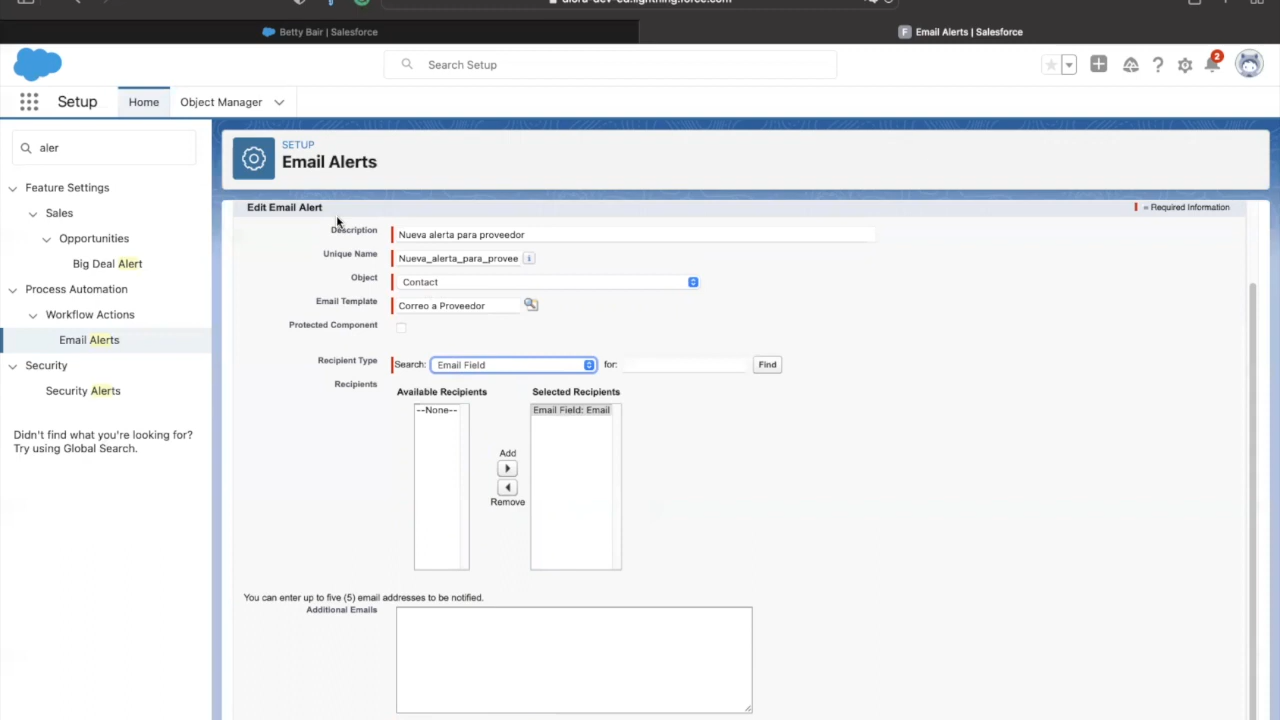 Betty Bair | Salesforce
F Email Alerts | Salesforce
Search Setup
2
Setup
Home
Object Manager
aler
Feature Settings
Sales
Opportunities
Big Deal Alert
Process Automation
Workflow Actions
Email Alerts
Security
Security Alerts
Didn't find what you're looking for?
Try using Global Search.
SETUP
Email Alerts
Edit Email Alert
= Required Information
Description
Nueva alerta para proveedor
Unique Name
Nueva_alerta_para_provee
i
Object
Contact
Email Template
Correo a Proveedor
Protected Component
Recipient Type
Search: Email Field for: Find
Recipients
Available Recipients
Selected Recipients
--None--
Email Field: Email
Add
Remove
You can enter up to five (5) email addresses to be notified.
Additional Emails